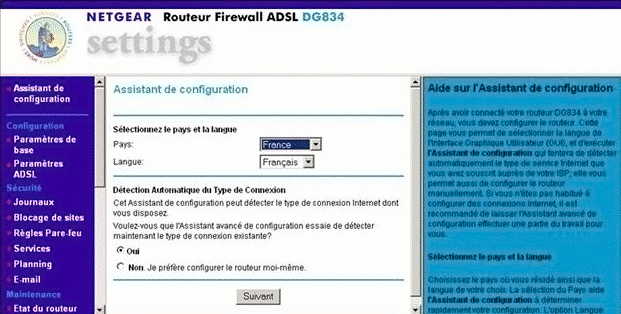 NETGEAR Routeur Firewall ADSL DG834
settings
Assistant de
configuration
Configuration
Paramètres de
base
Paramètres
ADSL
Sécurité
Journaux
Blocage de sites
Règles Pare-feu
Services
Planning
E-mail
Maintenance
Etat du routeur
Assistant de configuration
Sélectionnez le pays et la langue
Pays: France
Langue: Français
Détection Automatique du Type de Connexion
Cet Assistant de configuration peut détecter le type de connexion Internet dont
vous disposez.
Voulez-vous que l'Assistant avancé de configuration essaie de détecter
maintenant le type de connexion existante?
Oui
Non. Je préfère configurer le routeur moi-même.
Suivant
Aide sur l'Assistant de configuration
Après avoir connecté votre routeur DG834 à votre
réseau, vous devez configurer le routeur. Cette
page vous permet de sélectionner la langue de
l'Interface Graphique Utilisateur (GUI), et d'exécuter
l'Assistant de configuration qui tentera de détecter
automatiquement le type de service Internet que
vous avez souscrit auprès de votre ISP; elle vous
permet aussi de configurer le routeur
manuellement. Si vous n'êtes pas habitué à
configurer des connexions internet, il est
recommandé de laisser l'Assistant avancé de
configuration effectuer une partie du travail pour
vous.
Sélectionnez le pays et la langue
Choisissez le pays où vous résidé ainsi que la
langue de votre choix. La sélection du Pays aide
l'Assistant de configuration à déterminer
rapidement votre configuration. L'option Langue